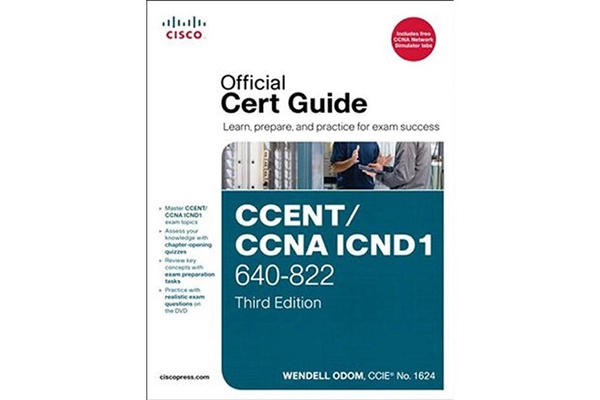 CISCO
Includes free
CCNA Network
Simulator labs
Official
Cert Guide
Learn, prepare, and practice for exam success
Master CCENT/
CCNA ICND1
exam topics
Assess your
knowledge with
chapter-opening
quizzes
Review key
concepts with
exam preparation
tasks
Practice with
realistic exam
questions on
the DVD
CCENT/
CCNA ICND1
640-822
Third Edition
ciscopress.com
WENDELL ODOM, CCIE® No. 1624